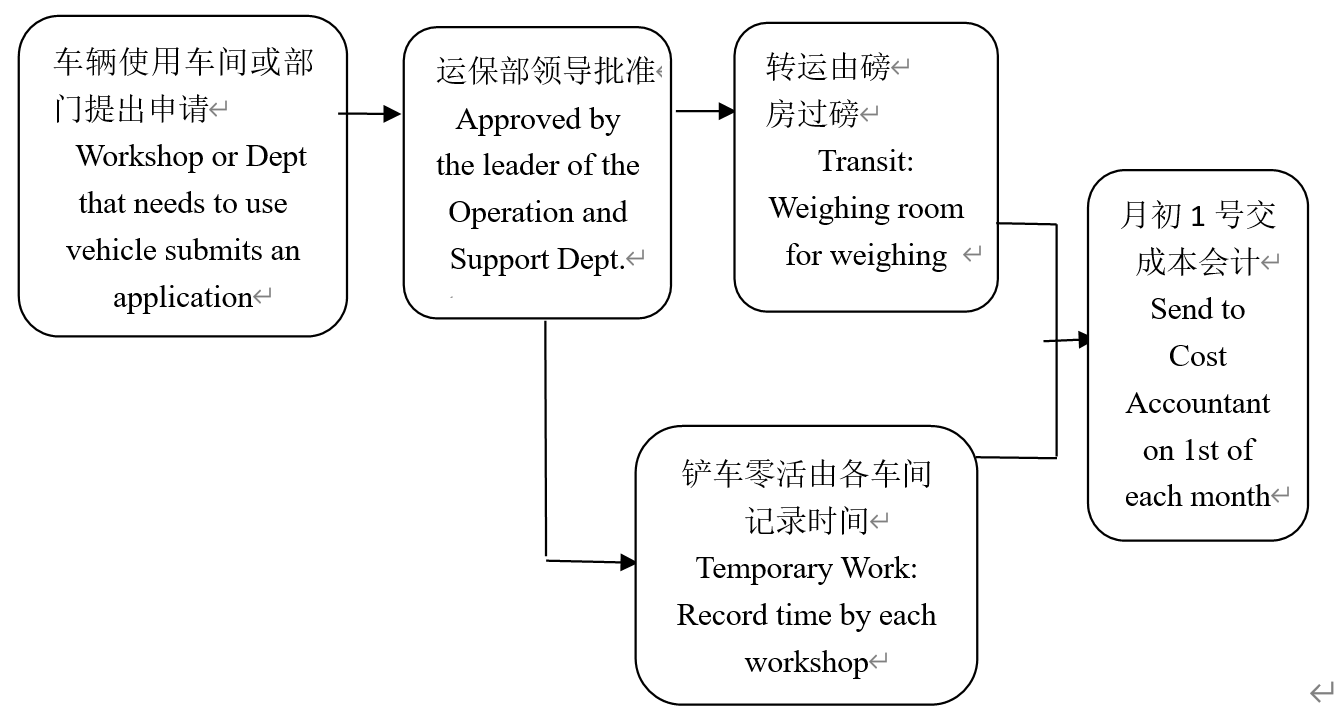 车辆使用车间或部
门提出申请
Workshop or Dept
that needs to use
vehicle submits an
application
运保部领导批准
Approved by
the leader of the
Operation and
Support Dept.
转运由磅
房过磅
Transit:
Weighing room
for weighing
铲车零活由各车间
记录时间
Temporary Work:
Record time by each
workshop
月初 1 号交
成本会计
Send to
Cost
Accountant
on 1st of
each month